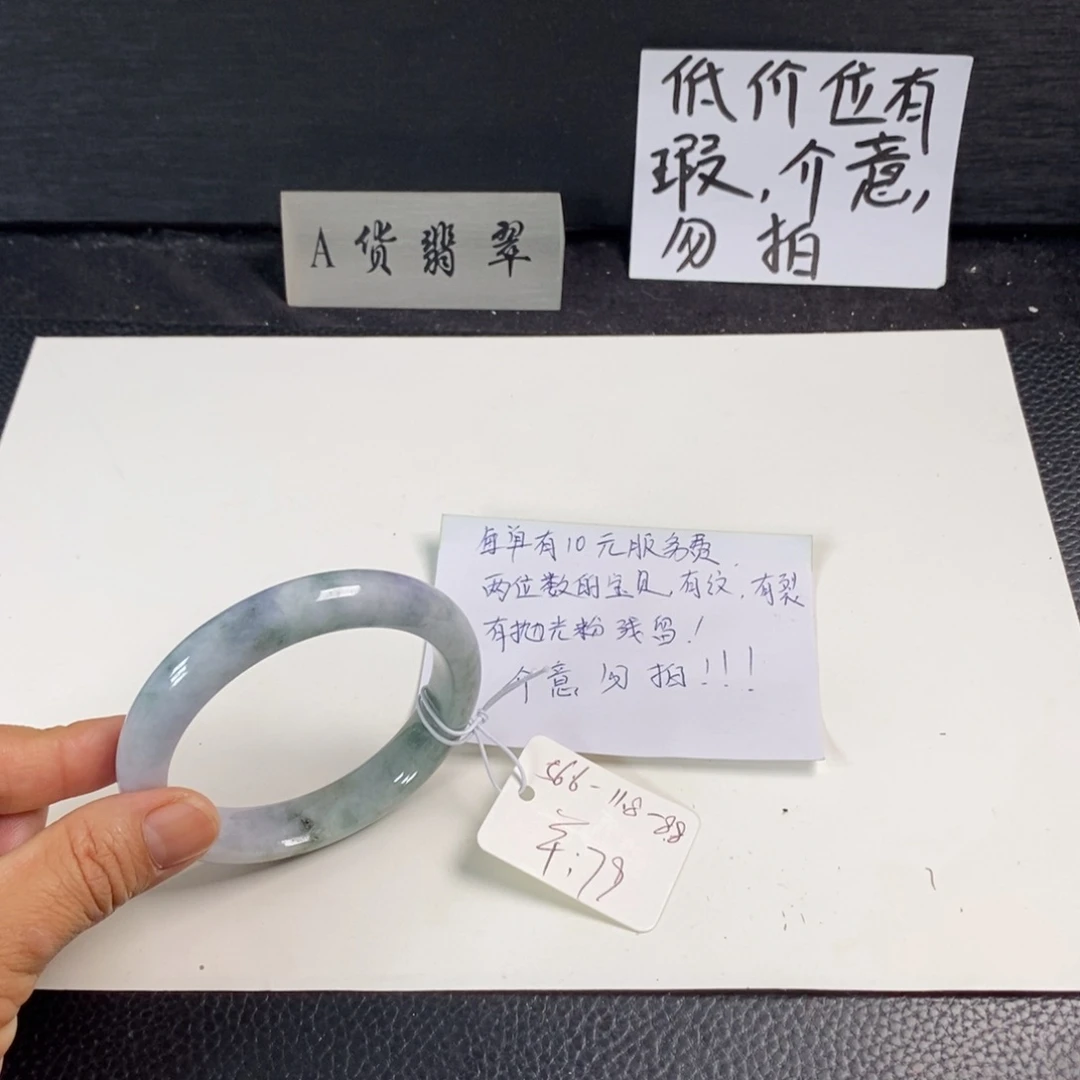 低价位有
瑕，介意，
勿拍
A货翡翠
每单有10元服务费.
两位数的宝贝，有纹，有裂
有抛光粉残留！
介意勿拍！！！
¥:78